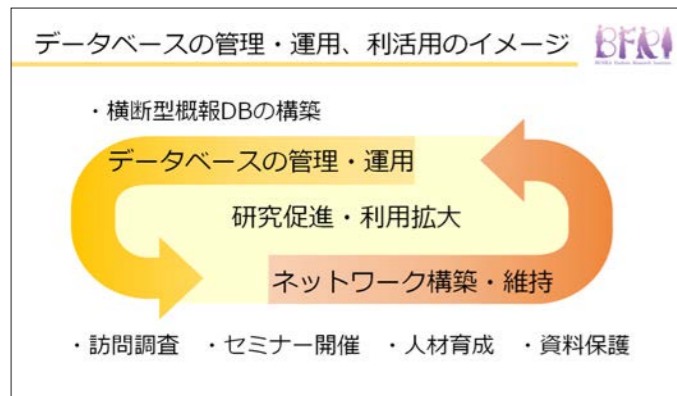 データベースの管理・運用、利活用のイメージ
BFRI
・横断型概報DBの構築
データベースの管理・運用
研究促進・利用拡大
ネットワーク構築・維持
・訪問調査 ・セミナー開催 ・人材育成 ・資料保護